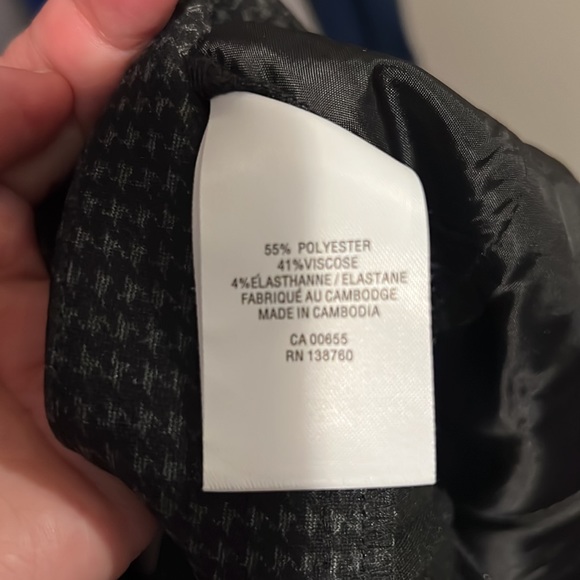 55% POLYESTER
41%VISCOSE
4%ÉLASTHANNE/ELASTANE
FABRIQUÉ AU CAMBODGE
MADE IN CAMBODIA
CA 00655
RN 138760